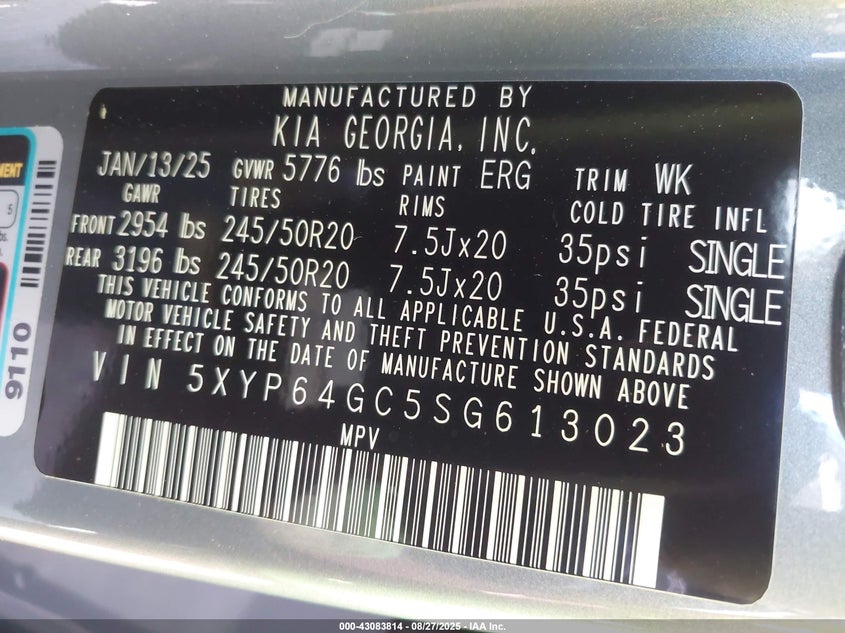 MANUFACTURED BY
KIA GEORGIA, INC.
JAN/13/25 GVWR 5776 lbs PAINT ERG TRIM WK
GAWR TIRES RIMS COLD TIRE INFL
FRONT 2954 lbs 245/50R20 7.5Jx20 35psi SINGLE
REAR 3196 lbs 245/50R20 7.5Jx20 35psi SINGLE
THIS VEHICLE CONFORMS TO ALL APPLICABLE U.S.A. FEDERAL
MOTOR VEHICLE SAFETY AND THEFT PREVENTION STANDARDS
IN EFFECT ON THE DATE OF MANUFACTURE SHOWN ABOVE
VIN 5XYP64GC5SG613023
MPV
9110
5
000-43083814 - 08/27/2025 - IAA Inc.